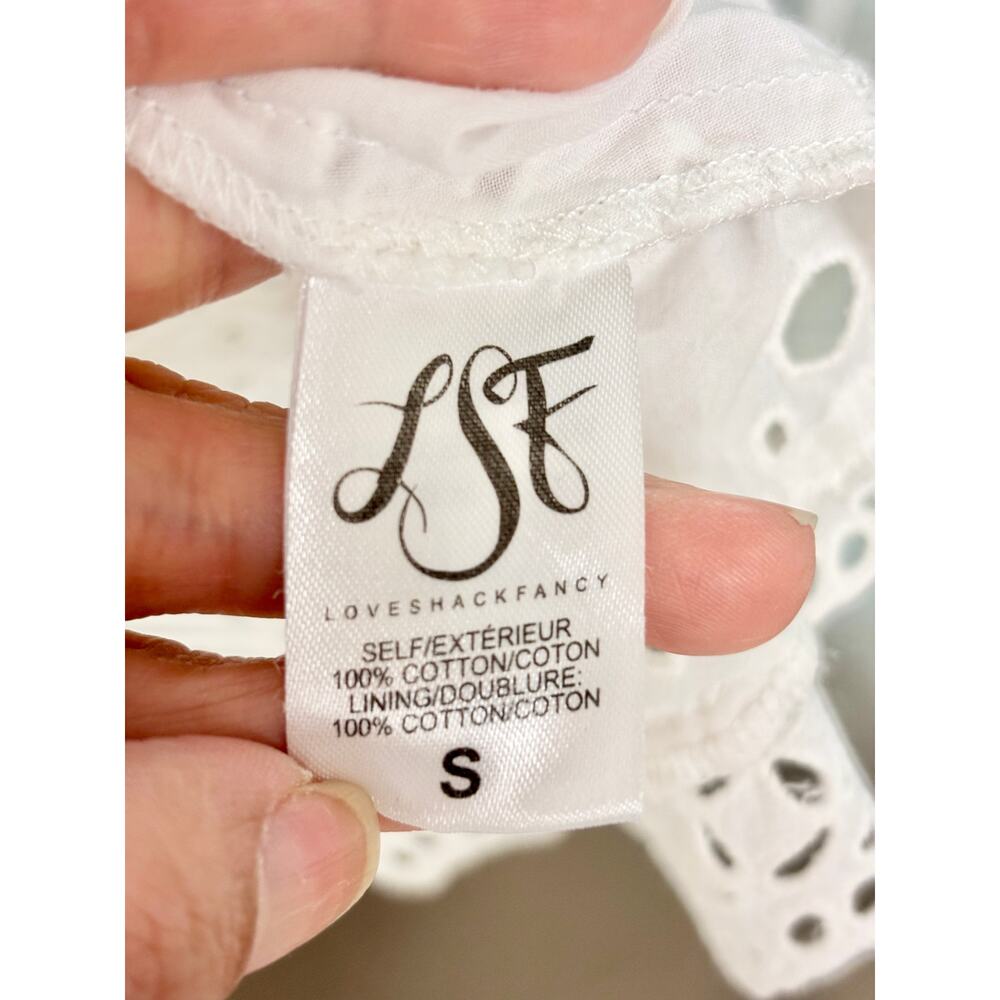 LSF
LOVESHACKFANCY
SELF/EXTÉRIEUR
100% COTTON/COTON
LINING/DOUBLURE:
100% COTTON/COTON
S